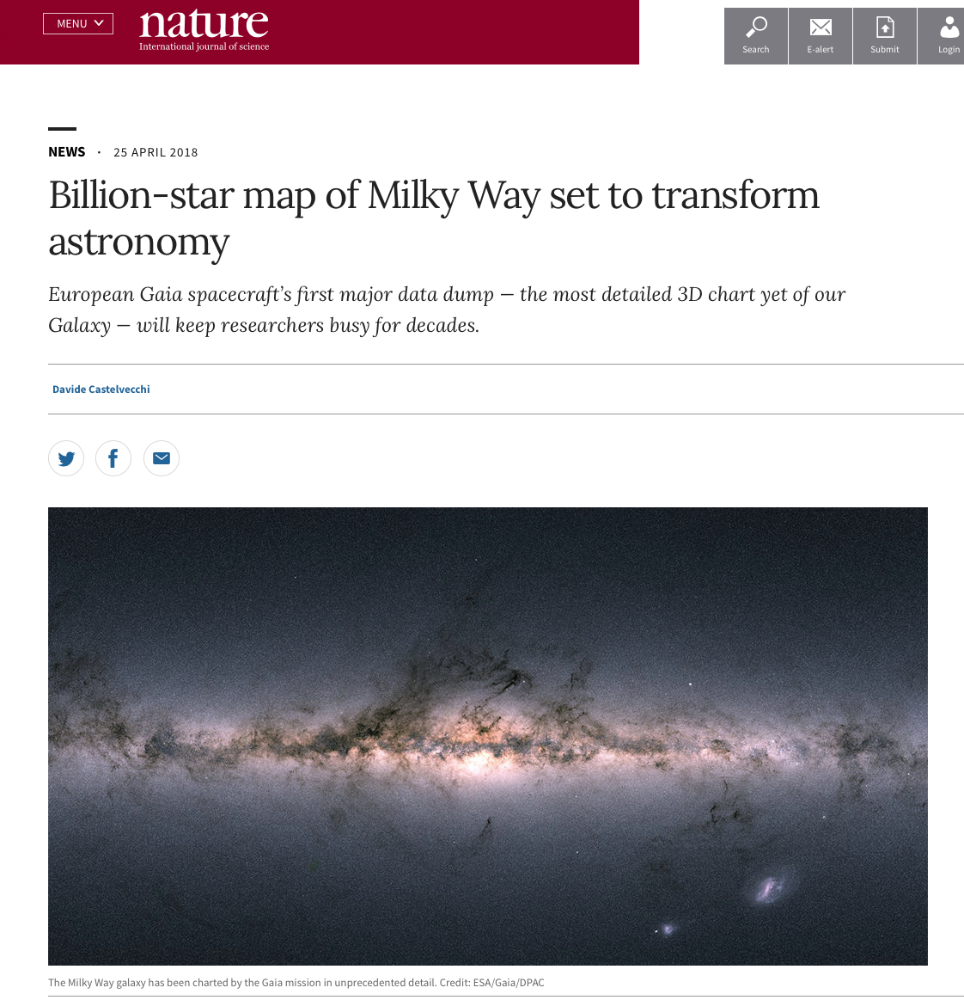 MENU
nature
International journal of science
Search
E-alert
Submit
Login
NEWS · 25 APRIL 2018
Billion-star map of Milky Way set to transform
astronomy
European Gaia spacecraft’s first major data dump — the most detailed 3D chart yet of our
Galaxy — will keep researchers busy for decades.
Davide Castelvecchi
The Milky Way galaxy has been charted by the Gaia mission in unprecedented detail. Credit: ESA/Gaia/DPAC